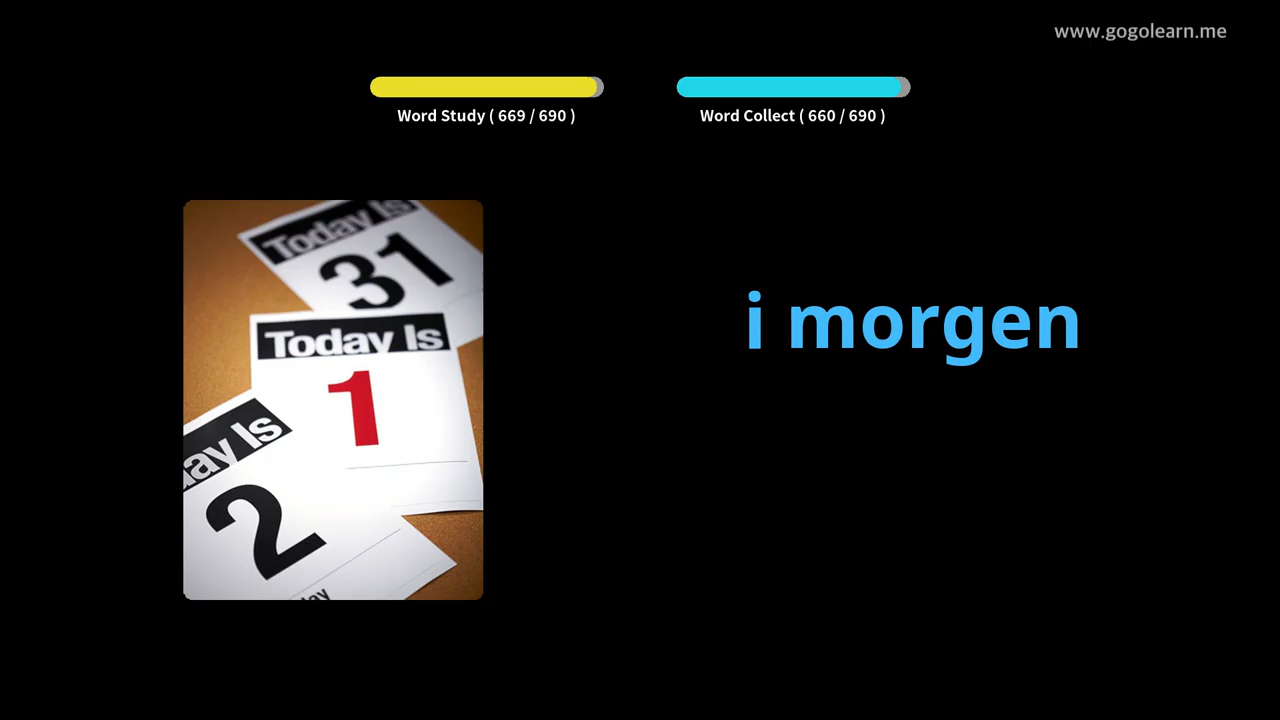 www.gogolearn.me
Word Study ( 669 / 690 )
Word Collect ( 660 / 690 )
Today Is
31
Today Is
1
ay Is
2
ay
i morgen